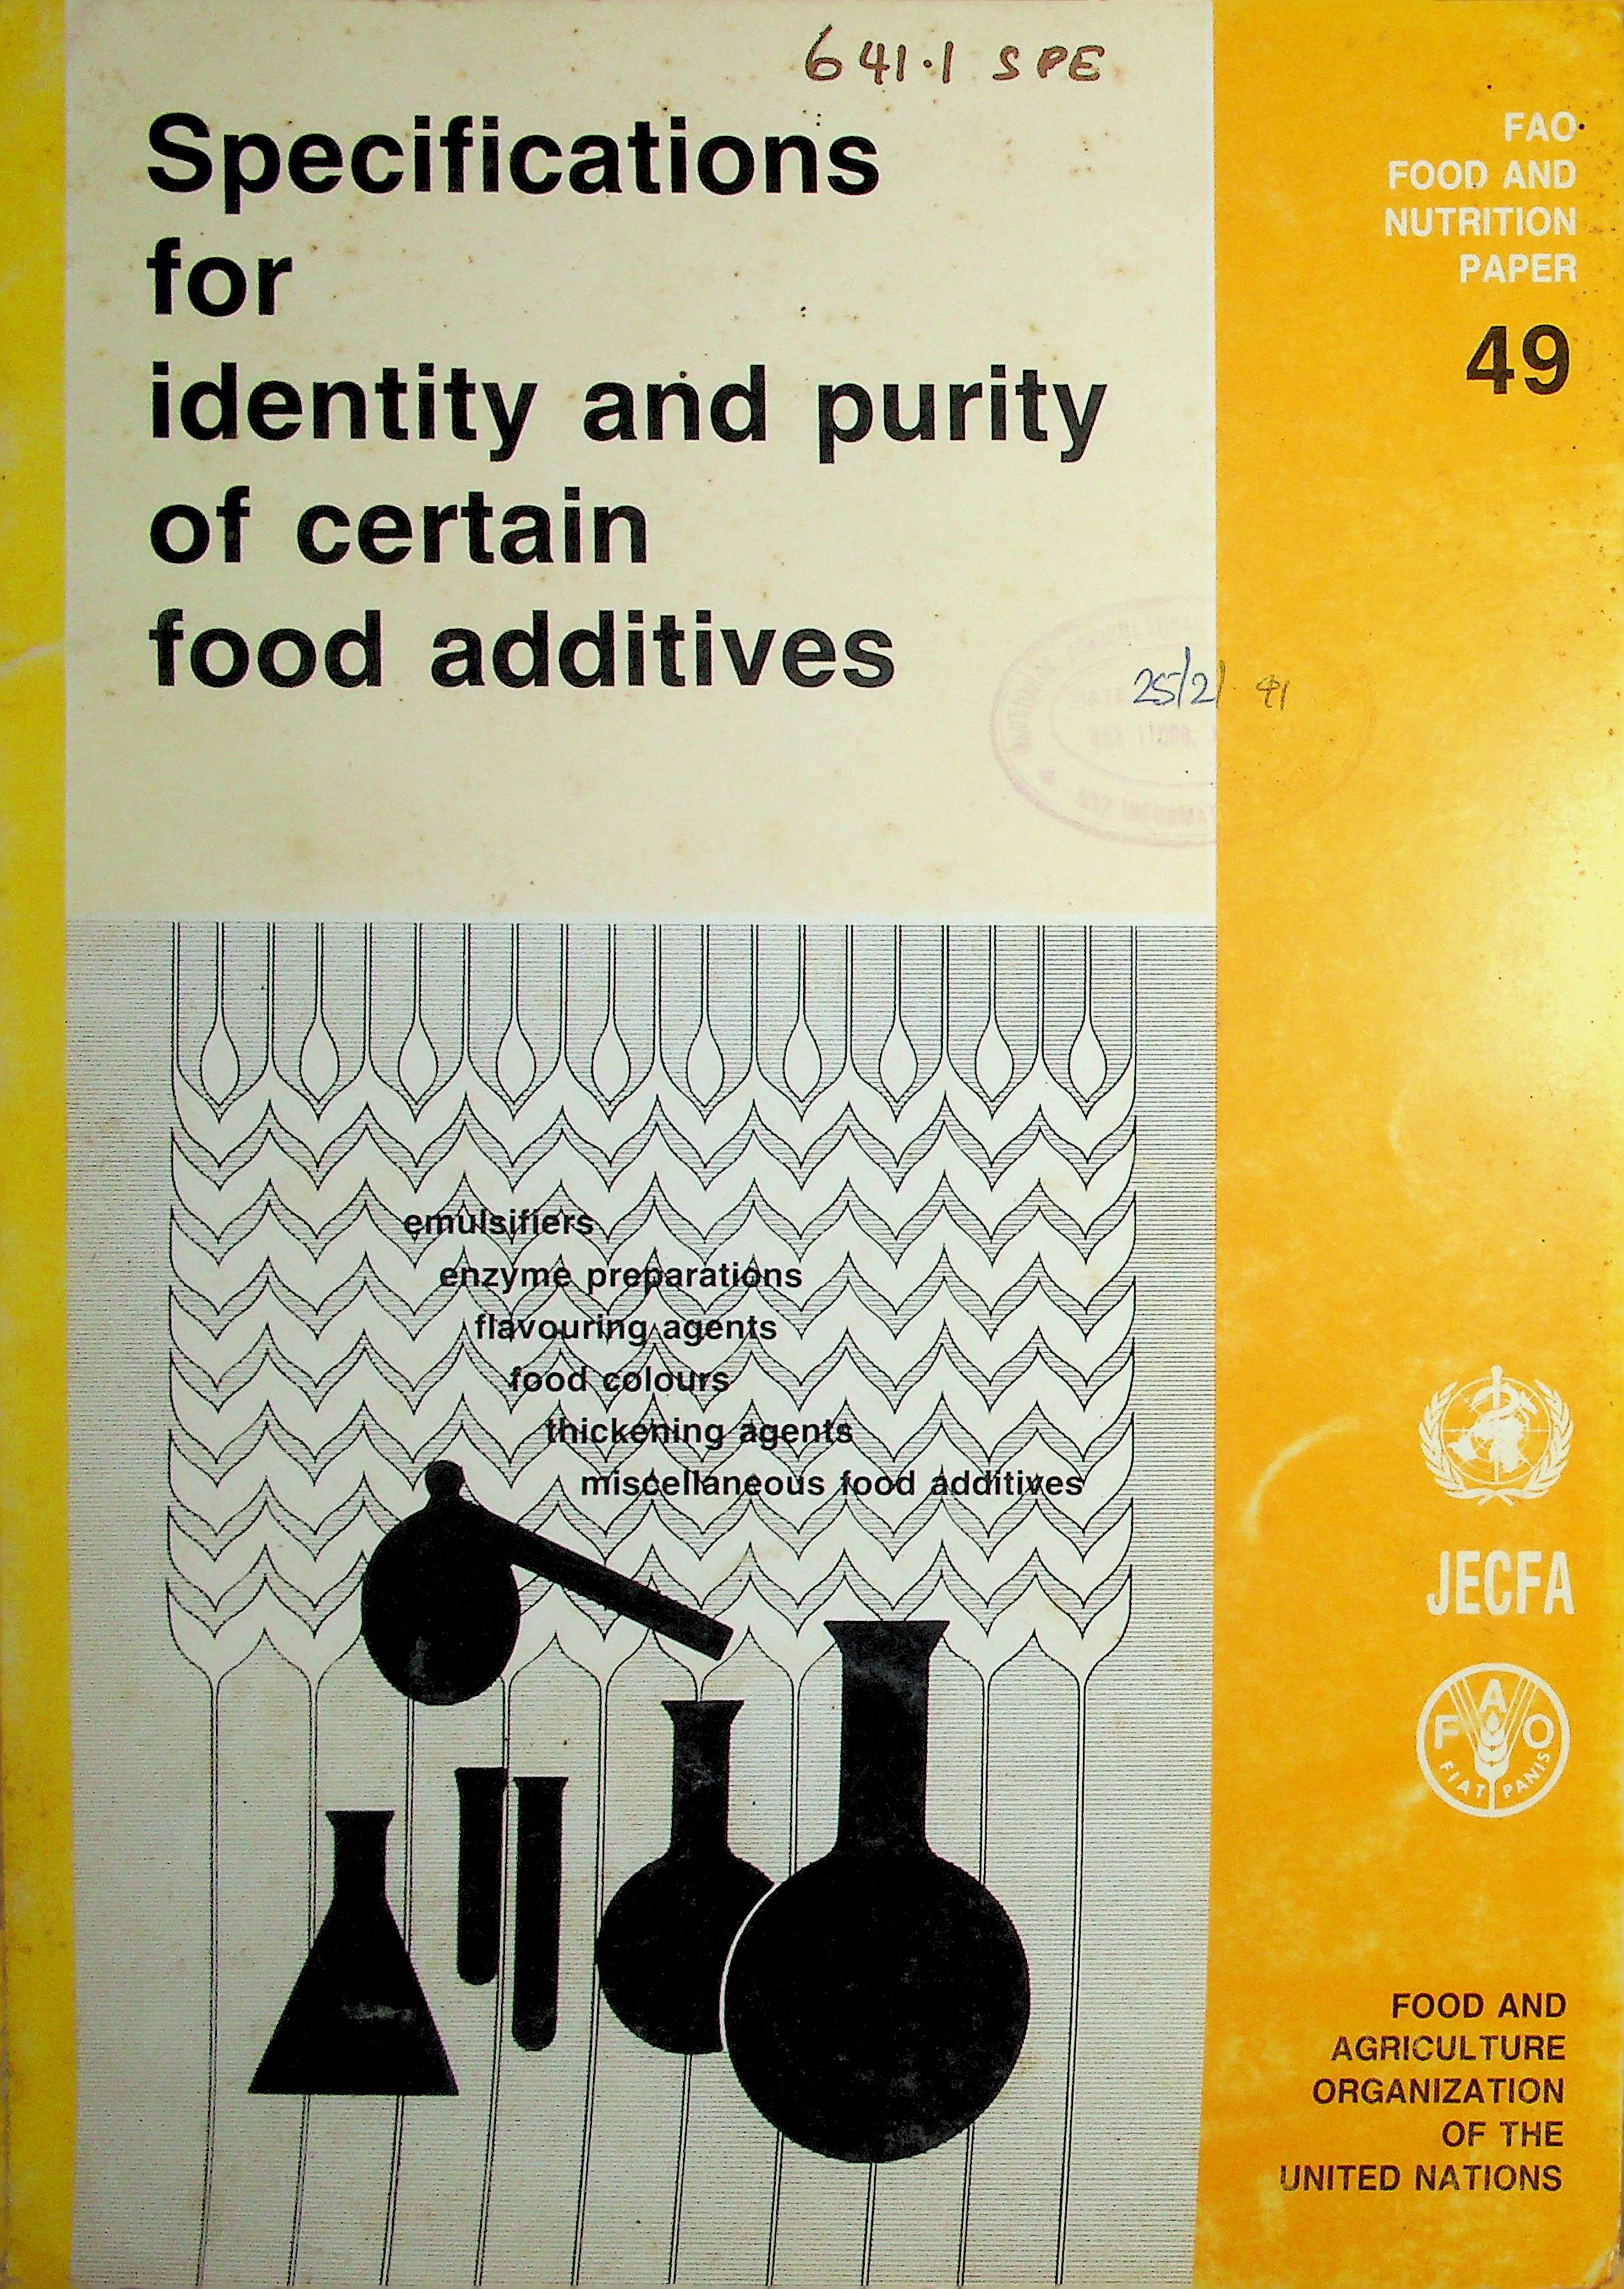 641.1 SPE
Specifications
for
identity and purity
of certain
food additives
FAO
FOOD AND
NUTRITION
PAPER
49
25/2/91
emulsifiers
enzyme preparations
flavouring agents
food colours
thickening agents
miscellaneous food additives
JECFA
F A O
FIAT PANIS
FOOD AND
AGRICULTURE
ORGANIZATION
OF THE
UNITED NATIONS